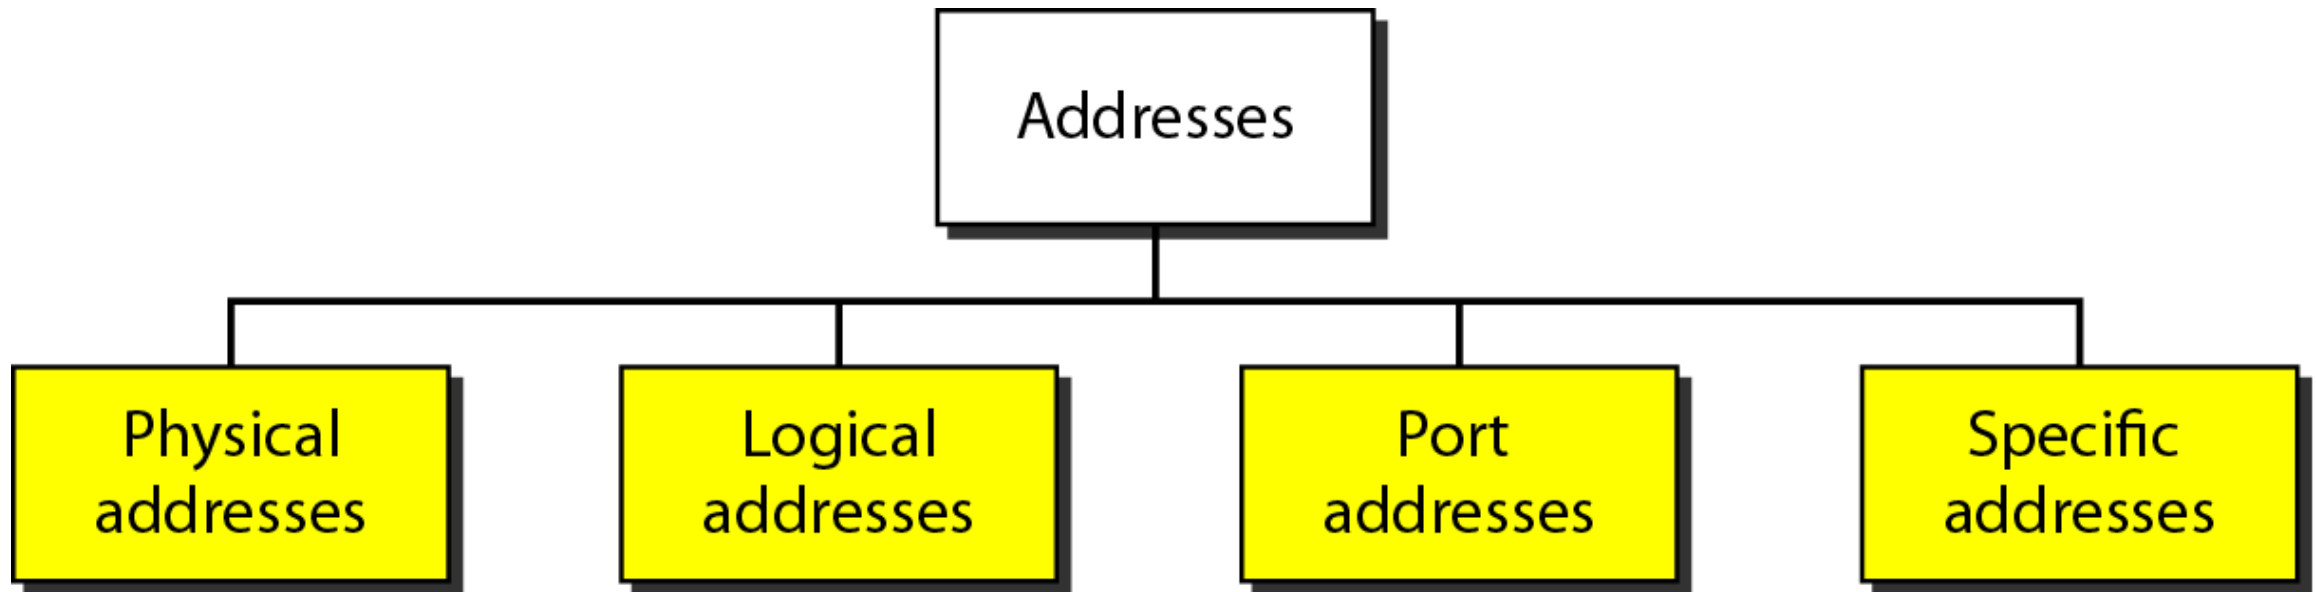 Addresses
Physical
addresses
Logical
addresses
Port
addresses
Specific
addresses